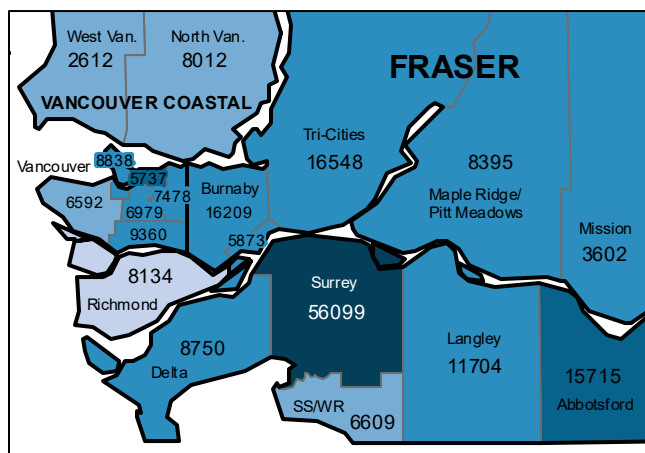 West Van.
2612
North Van.
8012
FRASER
VANCOUVER COASTAL
Tri-Cities
16548
8395
Maple Ridge/
Pitt Meadows
Vancouver
8838
5737
7478
6592
6979
9360
Burnaby
16209
5873
Mission
3602
8134
Richmond
Surrey
56099
8750
Delta
Langley
11704
15715
Abbotsford
SS/WR
6609